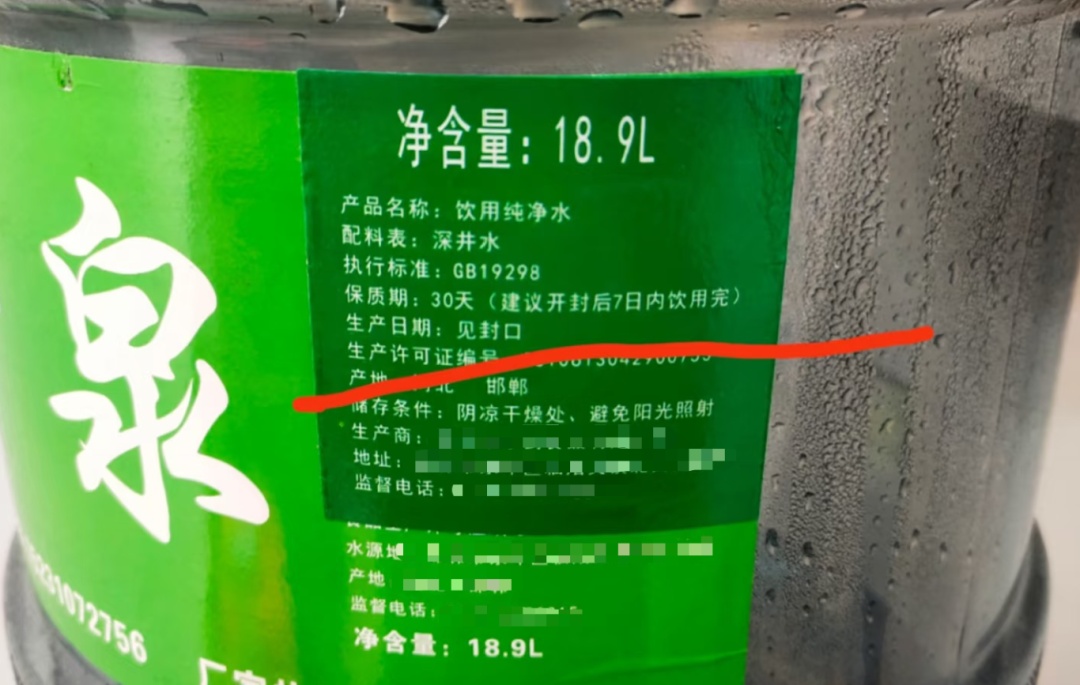 净含量：18.9L
产品名称：饮用纯净水
配料表：深井水
执行标准：GB19298
保质期：30天（建议开封后7日内饮用完）
生产日期：见封口
生产许可证编号
产地 邯郸
储存条件：阴凉干燥处、避免阳光照射
生产商：
地址：
监督电话：
水源地
产地
监督电话：
净含量：18.9L
泉
31072756
厂家